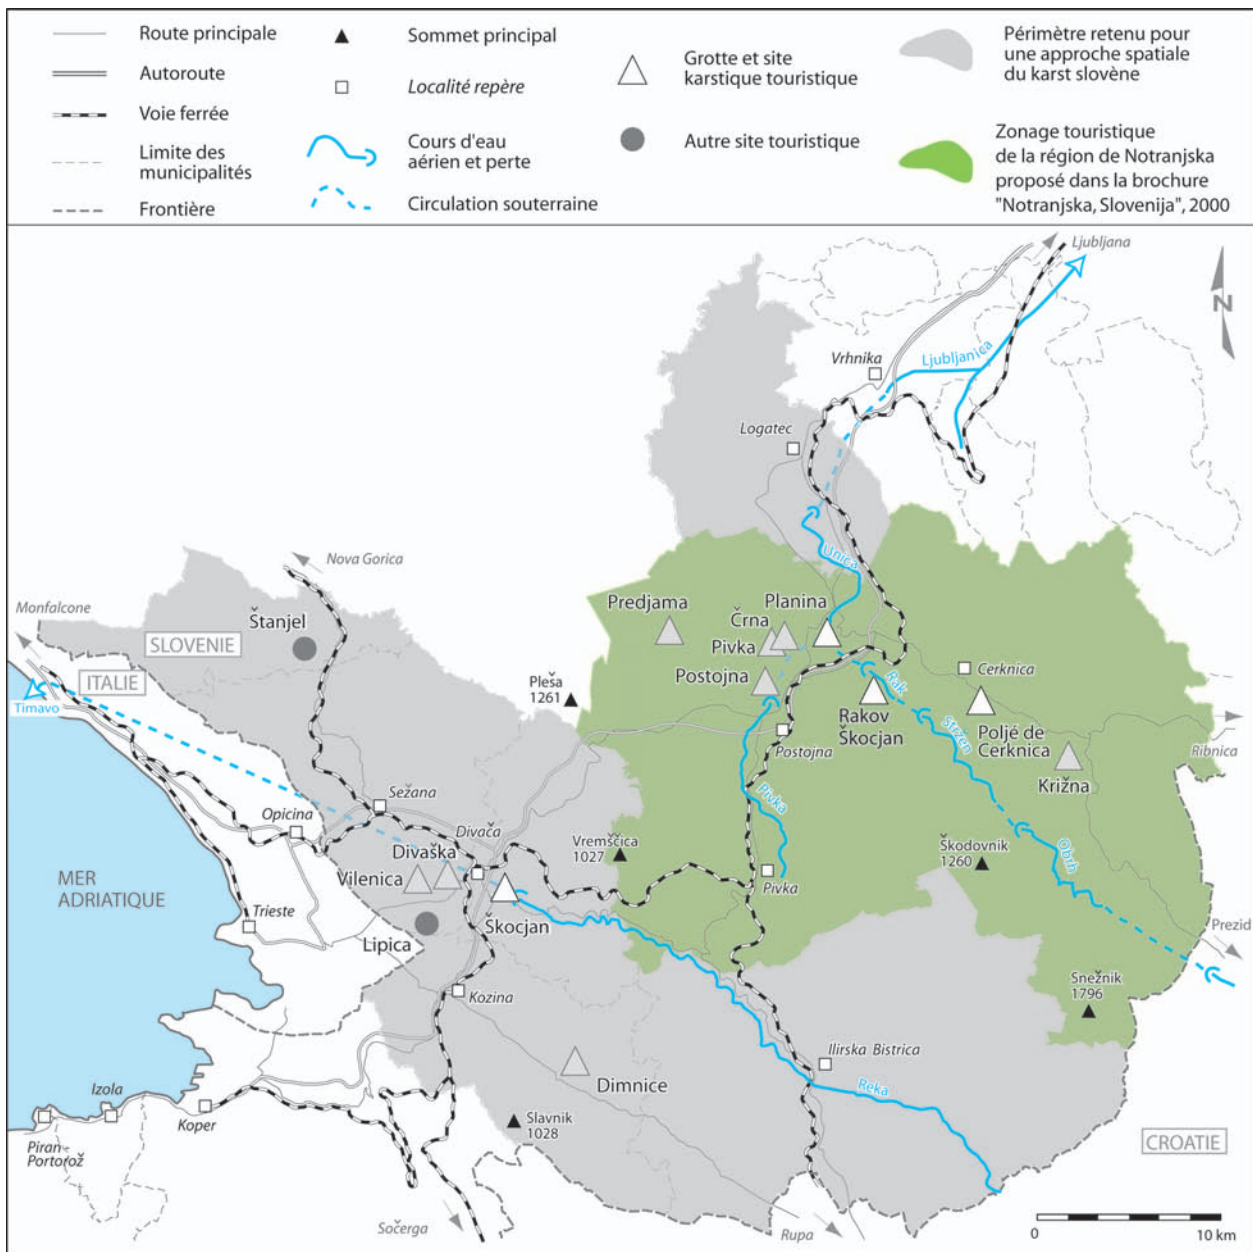 Route principale
Autoroute
Voie ferrée
Limite des
municipalités
Frontière
Sommet principal
Localité repère
Cours d'eau
aérien et perte
Circulation souterraine
Grotte et site
karstique touristique
Autre site touristique
Périmètre retenu pour
une approche spatiale
du karst slovène
Zonage touristique
de la région de Notranjska
proposé dans la brochure
"Notranjska, Slovenija", 2000
Ljubljana
N
Vrhnika
Ljubljanica
Logatec
Nova Gorica
Unica
Monfalcone
Štanjel
SLOVENIE
Predjama
Črna
Planina
Pivka
ITALIE
Postojna
Cerknica
Rak
Pleša
1261
Timavo
Rakov
Škocjan
Stržen
Poljé de
Cerknica
Ribnica
Postojna
Križna
Sežana
Pivka
Opicina
Divača
Vremščica
1027
Škodovnik
1260
Obrh
Divaška
Vilenica
MER
ADRIATIQUE
Pivka
Trieste
Škocjan
Prezid
Lipica
Snežnik
1796
Kozina
Ilirska Bistrica
Dimnice
Reka
Izola
Koper
Slavnik
1028
Piran-
Portorož
CROATIE
Sočerga
Rupa
0
10 km